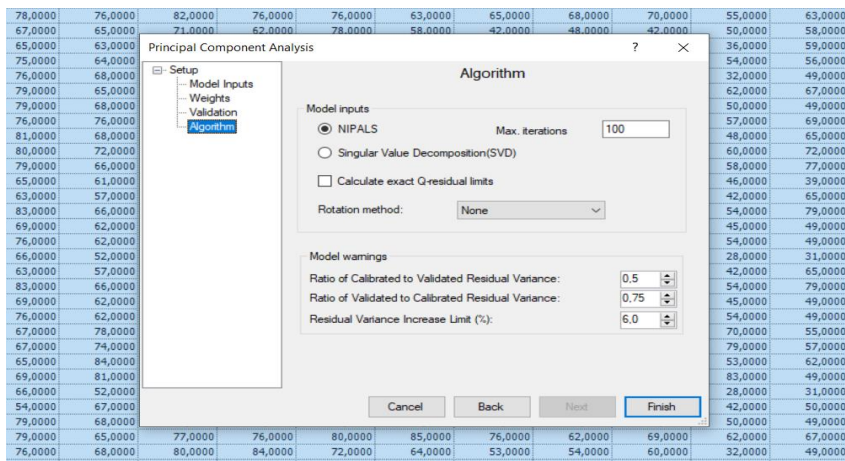 78,0000 76,0000 82,0000 76,0000 76,0000 63,0000 65,0000 68,0000 70,0000 55,0000 63,0000
67,0000 65,0000 71,0000 62,0000 78,0000 58,0000 42,0000 48,0000 42,0000 50,0000 58,0000
65,0000 63,0000 Principal Component Analysis ? × 36,0000 59,0000
75,0000 64,0000 Setup Algorithm 54,0000 56,0000
76,0000 68,0000 Model Inputs 32,0000 49,0000
79,0000 65,0000 Weights 62,0000 67,0000
79,0000 68,0000 Validation Model inputs 50,0000 49,0000
76,0000 76,0000 Algorithm NIPALS Max. iterations 100 57,0000 69,0000
81,0000 68,0000 Singular Value Decomposition(SVD) 48,0000 65,0000
80,0000 72,0000 60,0000 72,0000
79,0000 66,0000 Calculate exact Q-residual limits 58,0000 77,0000
65,0000 61,0000 46,0000 39,0000
63,0000 57,0000 Rotation method: None 42,0000 65,0000
83,0000 66,0000 54,0000 79,0000
69,0000 62,0000 45,0000 49,0000
76,0000 62,0000 54,0000 49,0000
66,0000 52,0000 Model warnings 28,0000 31,0000
63,0000 57,0000 Ratio of Calibrated to Validated Residual Variance: 0,5 42,0000 65,0000
83,0000 66,0000 54,0000 79,0000
69,0000 62,0000 Ratio of Validated to Calibrated Residual Variance: 0,75 45,0000 49,0000
76,0000 62,0000 Residual Variance Increase Limit (%): 6,0 54,0000 49,0000
67,0000 78,0000 70,0000 55,0000
67,0000 74,0000 79,0000 57,0000
65,0000 84,0000 53,0000 62,0000
69,0000 81,0000 83,0000 49,0000
66,0000 52,0000 28,0000 31,0000
54,0000 67,0000 Cancel Back Next Finish 42,0000 50,0000
79,0000 68,0000 50,0000 49,0000
79,0000 65,0000 77,0000 76,0000 80,0000 85,0000 76,0000 62,0000 69,0000 62,0000 67,0000
76,0000 68,0000 80,0000 84,0000 72,0000 64,0000 53,0000 54,0000 60,0000 32,0000 49,0000